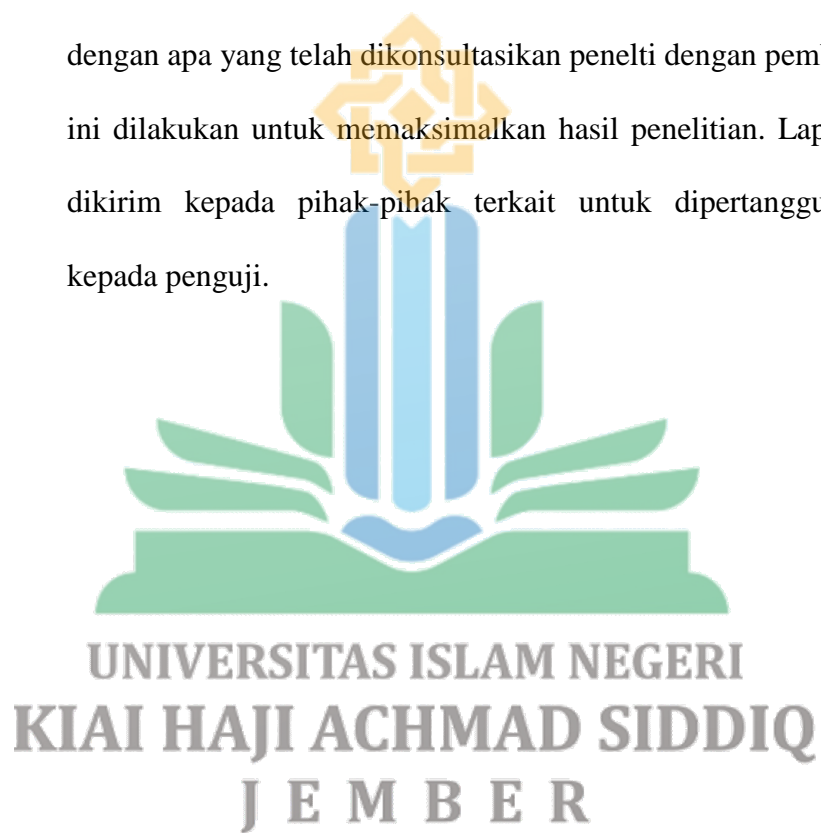 dengan apa yang telah dikonsultasikan penelti dengan pem
ini dilakukan untuk memaksimalkan hasil penelitian. Lap
dikirim kepada pihak-pihak terkait untuk dipertanggu
kepada penguji.
UNIVERSITAS ISLAM NEGERI
KIAI HAJI ACHMAD SIDDIQ
JEMBER